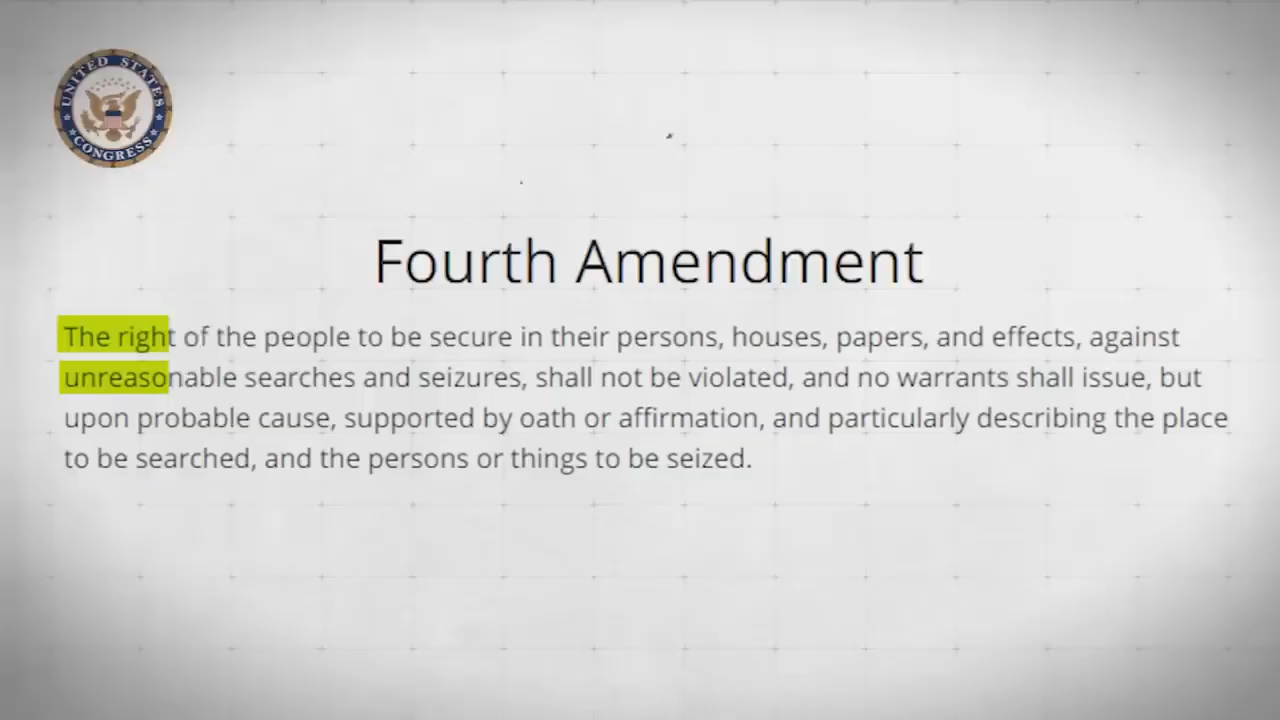 UNITED STATES
CONGRESS
Fourth Amendment
The right of the people to be secure in their persons, houses, papers, and effects, against
unreasonable searches and seizures, shall not be violated, and no warrants shall issue, but
upon probable cause, supported by oath or affirmation, and particularly describing the place
to be searched, and the persons or things to be seized.